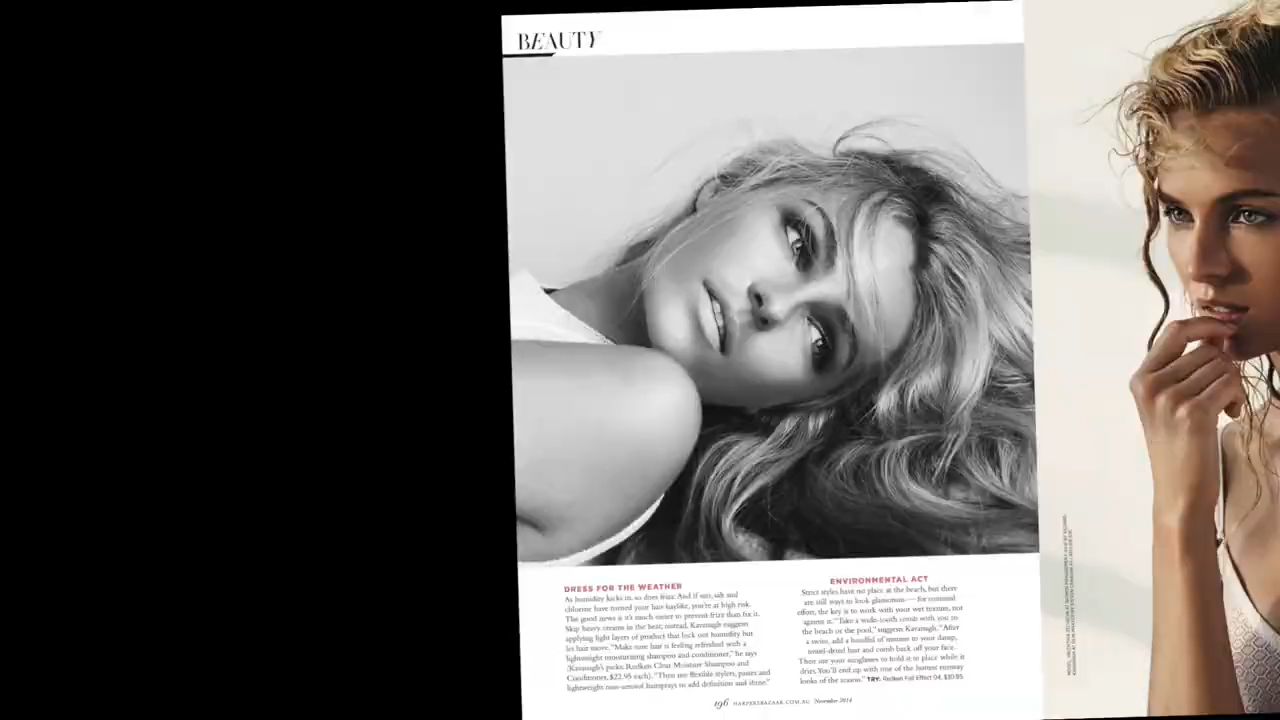 BEAUTY
DRESS FOR THE WEATHER
As humidity kicks in, so does frizz. And if sun, salt and
chlorine have turned your hair haylike, you're at high risk.
The good news is it's much easier to prevent frizz than fix it.
Skip heavy creams in the heat; instead, Kavanagh suggests
applying light layers of product that lock out humidity but
let hair move. "Make sure hair is feeling refreshed with a
lightweight moisturising shampoo and conditioner," he says
(Kavanagh's picks: Redken Clear Moisture Shampoo and
Conditioner, $22.95 each). "Then use flexible stylers, pastes and
lightweight non-aerosol hairsprays to add definition and shine."
ENVIRONMENTAL ACT
Strict styles have no place at the beach, but there
are still ways to look glamorous — for minimal
effort, the key is to work with your wet texture, not
against it. "Take a wide-tooth comb with you to
the beach or the pool," suggests Kavanagh. "After
a swim, add a handful of mousse to your damp,
towel-dried hair and comb back off your face.
Then use your sunglasses to hold it in place while it
dries. You'll end up with one of the hottest runway
looks of the season." TRY: Redken Full Effect 04, $30.95.
196 HARPERSBAZAAR.COM.AU November 2014